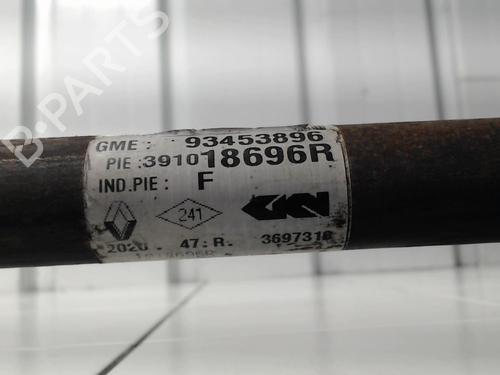 B-PARTS
GME : 93453896
PIE : 391018696R
IND.PIE : F
241
GKN
2020 - 47: R. 3697318